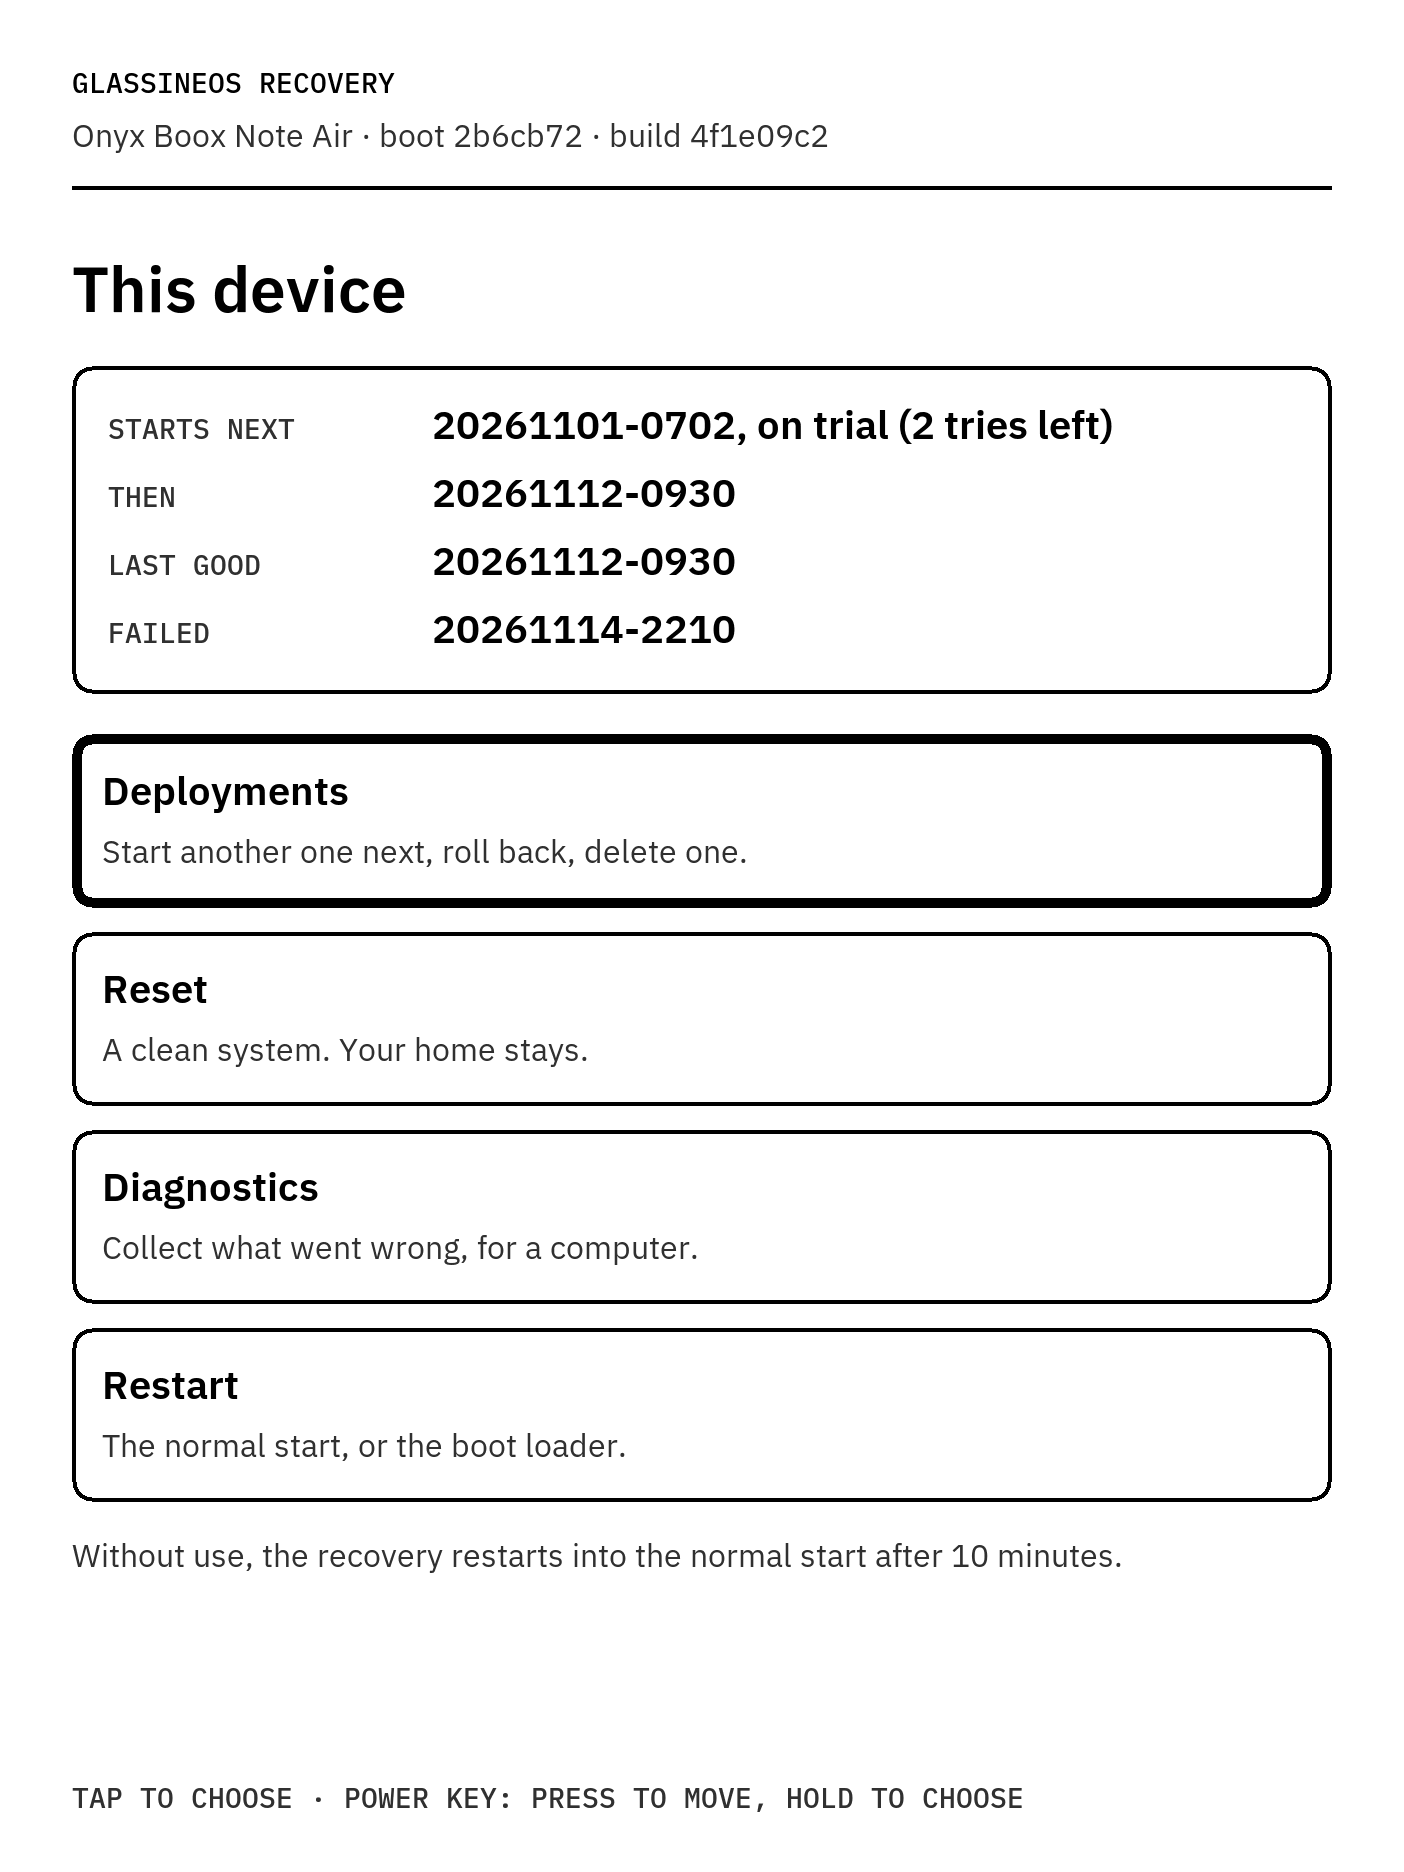 GLASSINEOS RECOVERY
Onyx Boox Note Air · boot 2b6cb72 · build 4f1e09c2
This device
STARTS NEXT 20261101-0702, on trial (2 tries left)
THEN 20261112-0930
LAST GOOD 20261112-0930
FAILED 20261114-2210
Deployments
Start another one next, roll back, delete one.
Reset
A clean system. Your home stays.
Diagnostics
Collect what went wrong, for a computer.
Restart
The normal start, or the boot loader.
Without use, the recovery restarts into the normal start after 10 minutes.
TAP TO CHOOSE · POWER KEY: PRESS TO MOVE, HOLD TO CHOOSE